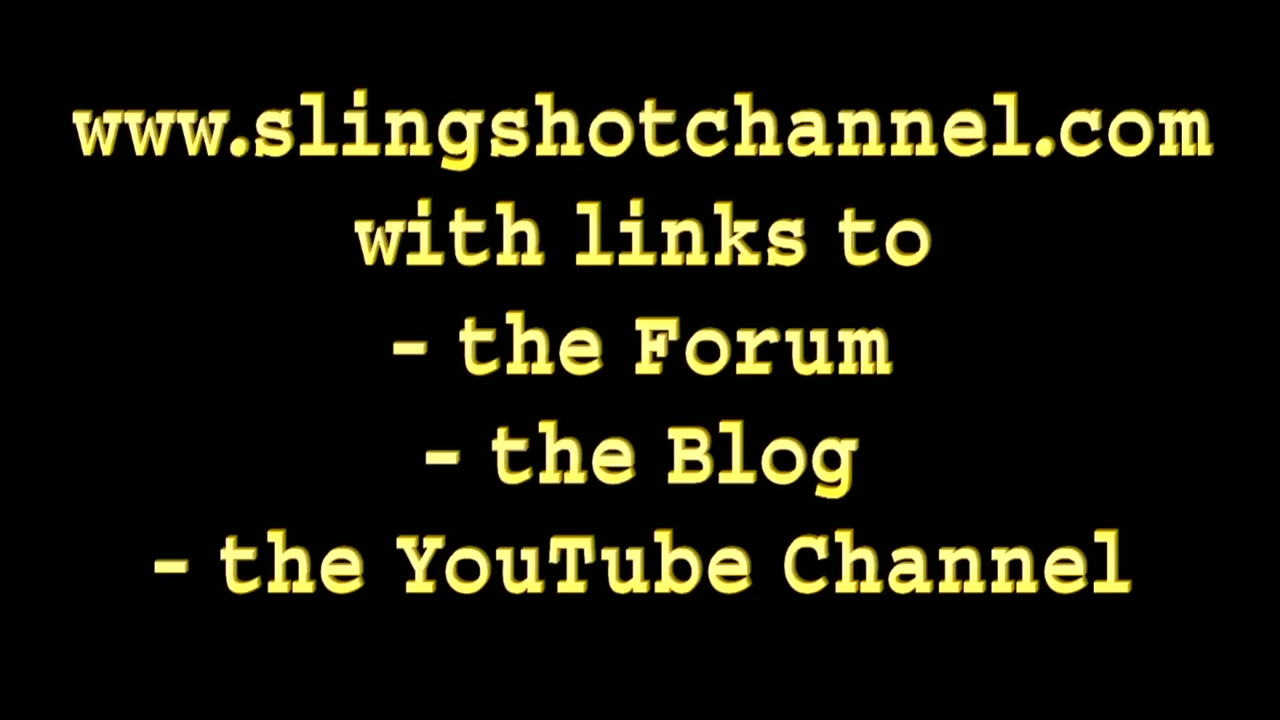 www.slingshotchannel.com
with links to
- the Forum
- the Blog
- the YouTube Channel